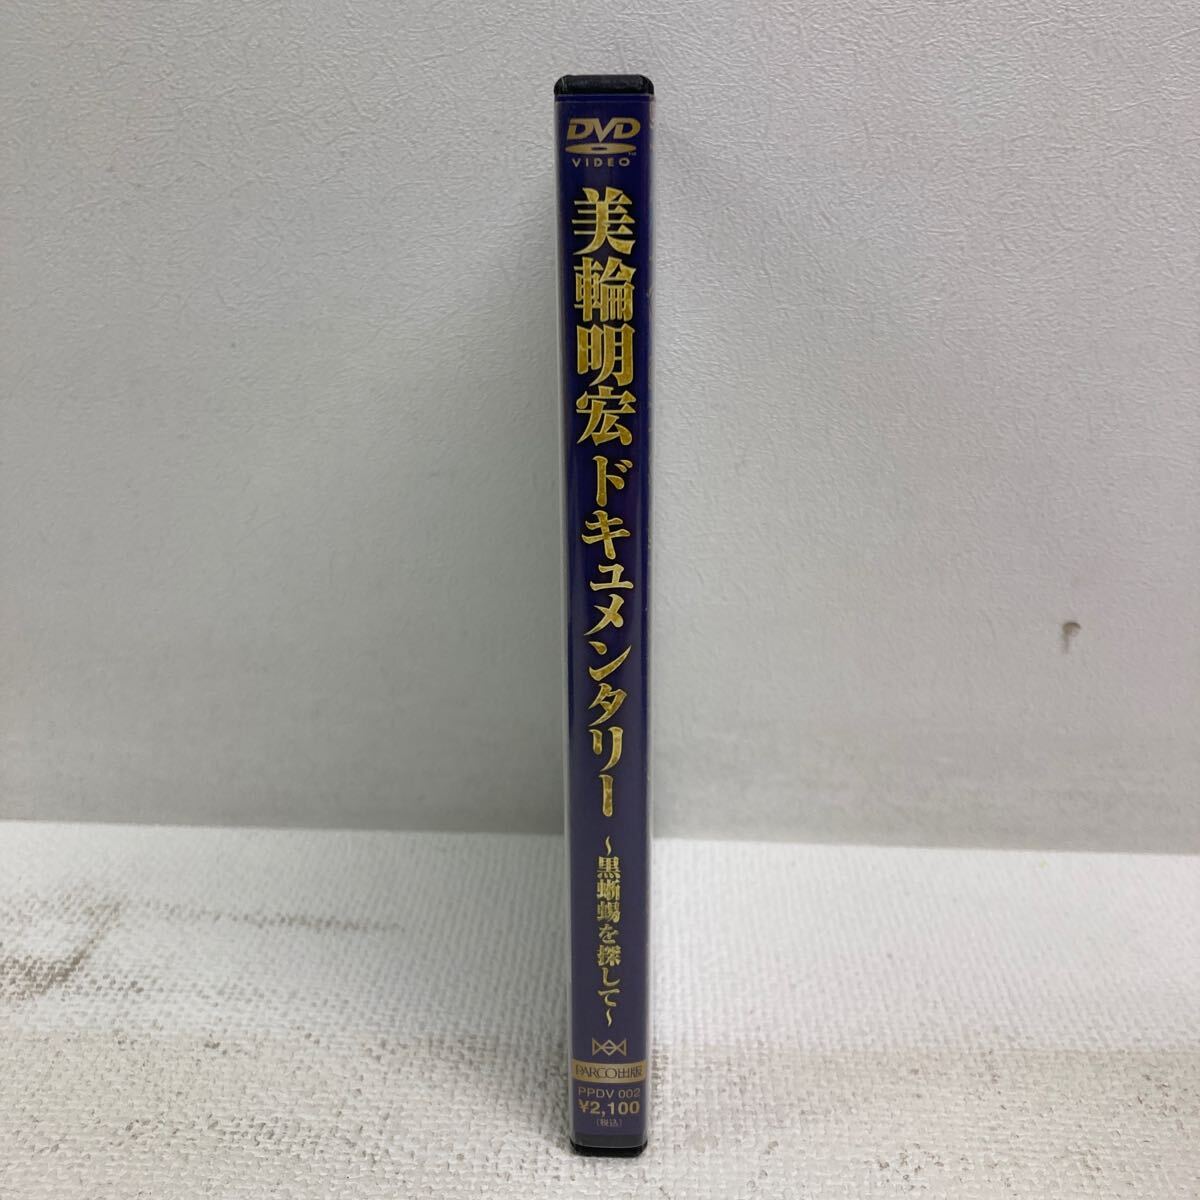 DVD
VIDEO
美輪明宏 ドキュメンタリー
～黒蜥蜴を探して～
PARCO出版
PPDV 002
¥2,100
(税込)